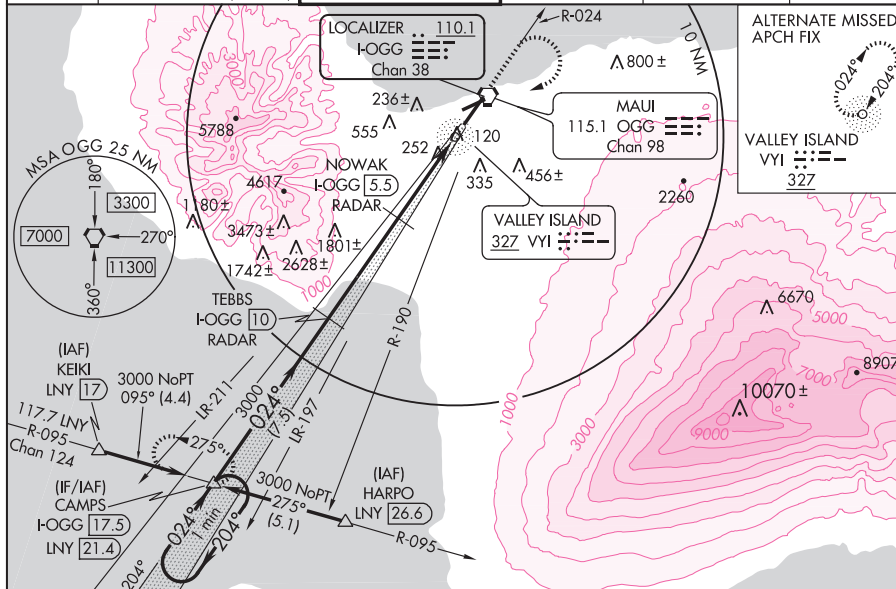 R-024
LOCALIZER 110.1
I-OGG
Chan 38
10 NM
800±
ALTERNATE MISSED
APCH FIX
024°
204°
VALLEY ISLAND
VYI
327
3000
5788
236±
555
252
120
MAUI
115.1 OGG
Chan 98
335
456±
VALLEY ISLAND
327 VYI
2260
MSA OGG 25 NM
180°
3300
7000
270°
11300
360°
NOWAK
I-OGG 5.5
RADAR
4617
1180±
3473±
1801±
2628±
1742±
1000
TEBBS
I-OGG 10
RADAR
R-190
6670
5000
8907
7000
10070±
9000
1000
3000
(IAF)
KEIKI
LNY 17
3000 NoPT
095° (4.4)
LR-211
3000
024°
(7.5)
LR-197
117.7 LNY
R-095
Chan 124
275°
(IF/IAF)
CAMPS
I-OGG 17.5
LNY 21.4
3000 NoPT
275°
(5.1)
(IAF)
HARPO
LNY 26.6
R-095
024°
1 min
204°
204°